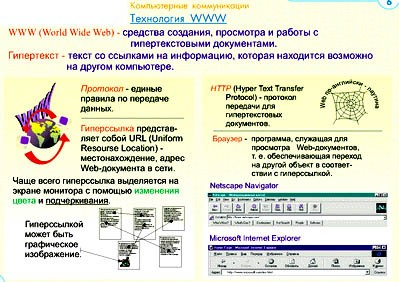 Компьютерные коммуникации
6
Технология WWW
WWW (World Wide Web) - средства создания, просмотра и работы с
гипертекстовыми документами.
Гипертекст - текст со ссылками на информацию, которая находится возможно
на другом компьютере.
Протокол - единые
правила по передаче
данных.
Гиперссылка представ-
ляет собой URL (Uniform
Resourse Location) -
местонахождение, адрес
Web-документа в сети.
Чаще всего гиперссылка выделяется на
экране монитора с помощью изменения
цвета и подчеркивания.
Гиперссылкой
может быть
графическое
изображение.
HTTP (Hyper Text Transfer
Protocol) - протокол
передачи для
гипертекстовых
документов.
Web по-английски - паутина
Браузер - программа, служащая для
просмотра Web-документов,
т. е. обеспечивающая переход
на другой объект в соответ-
ствии с гиперссылкой.
Netscape Navigator
Microsoft Internet Explorer